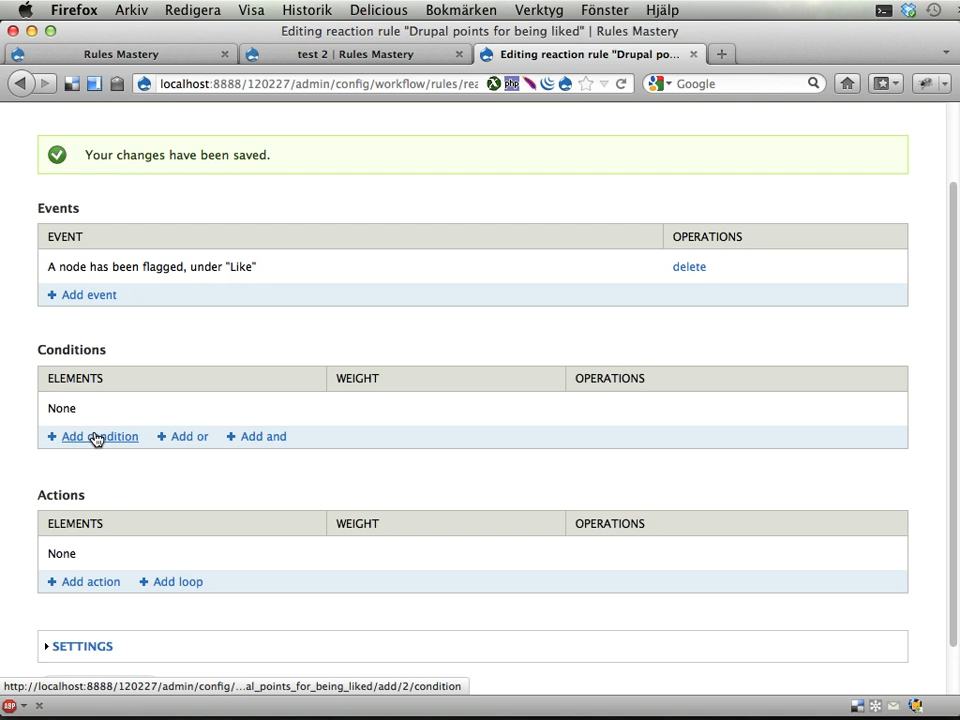 Firefox Arkiv Redigera Visa Historik Delicious Bokmärken Verktyg Fönster Hjälp
Editing reaction rule "Drupal points for being liked" | Rules Mastery
Rules Mastery test 2 | Rules Mastery Editing reaction rule "Drupal po...
localhost:8888/120227/admin/config/workflow/rules/rea php Google
Your changes have been saved.
Events
EVENT OPERATIONS
A node has been flagged, under "Like" delete
Add event
Conditions
ELEMENTS WEIGHT OPERATIONS
None
Add condition Add or Add and
Actions
ELEMENTS WEIGHT OPERATIONS
None
Add action Add loop
SETTINGS
http://localhost:8888/120227/admin/config/...al_points_for_being_liked/add/2/condition
ABP